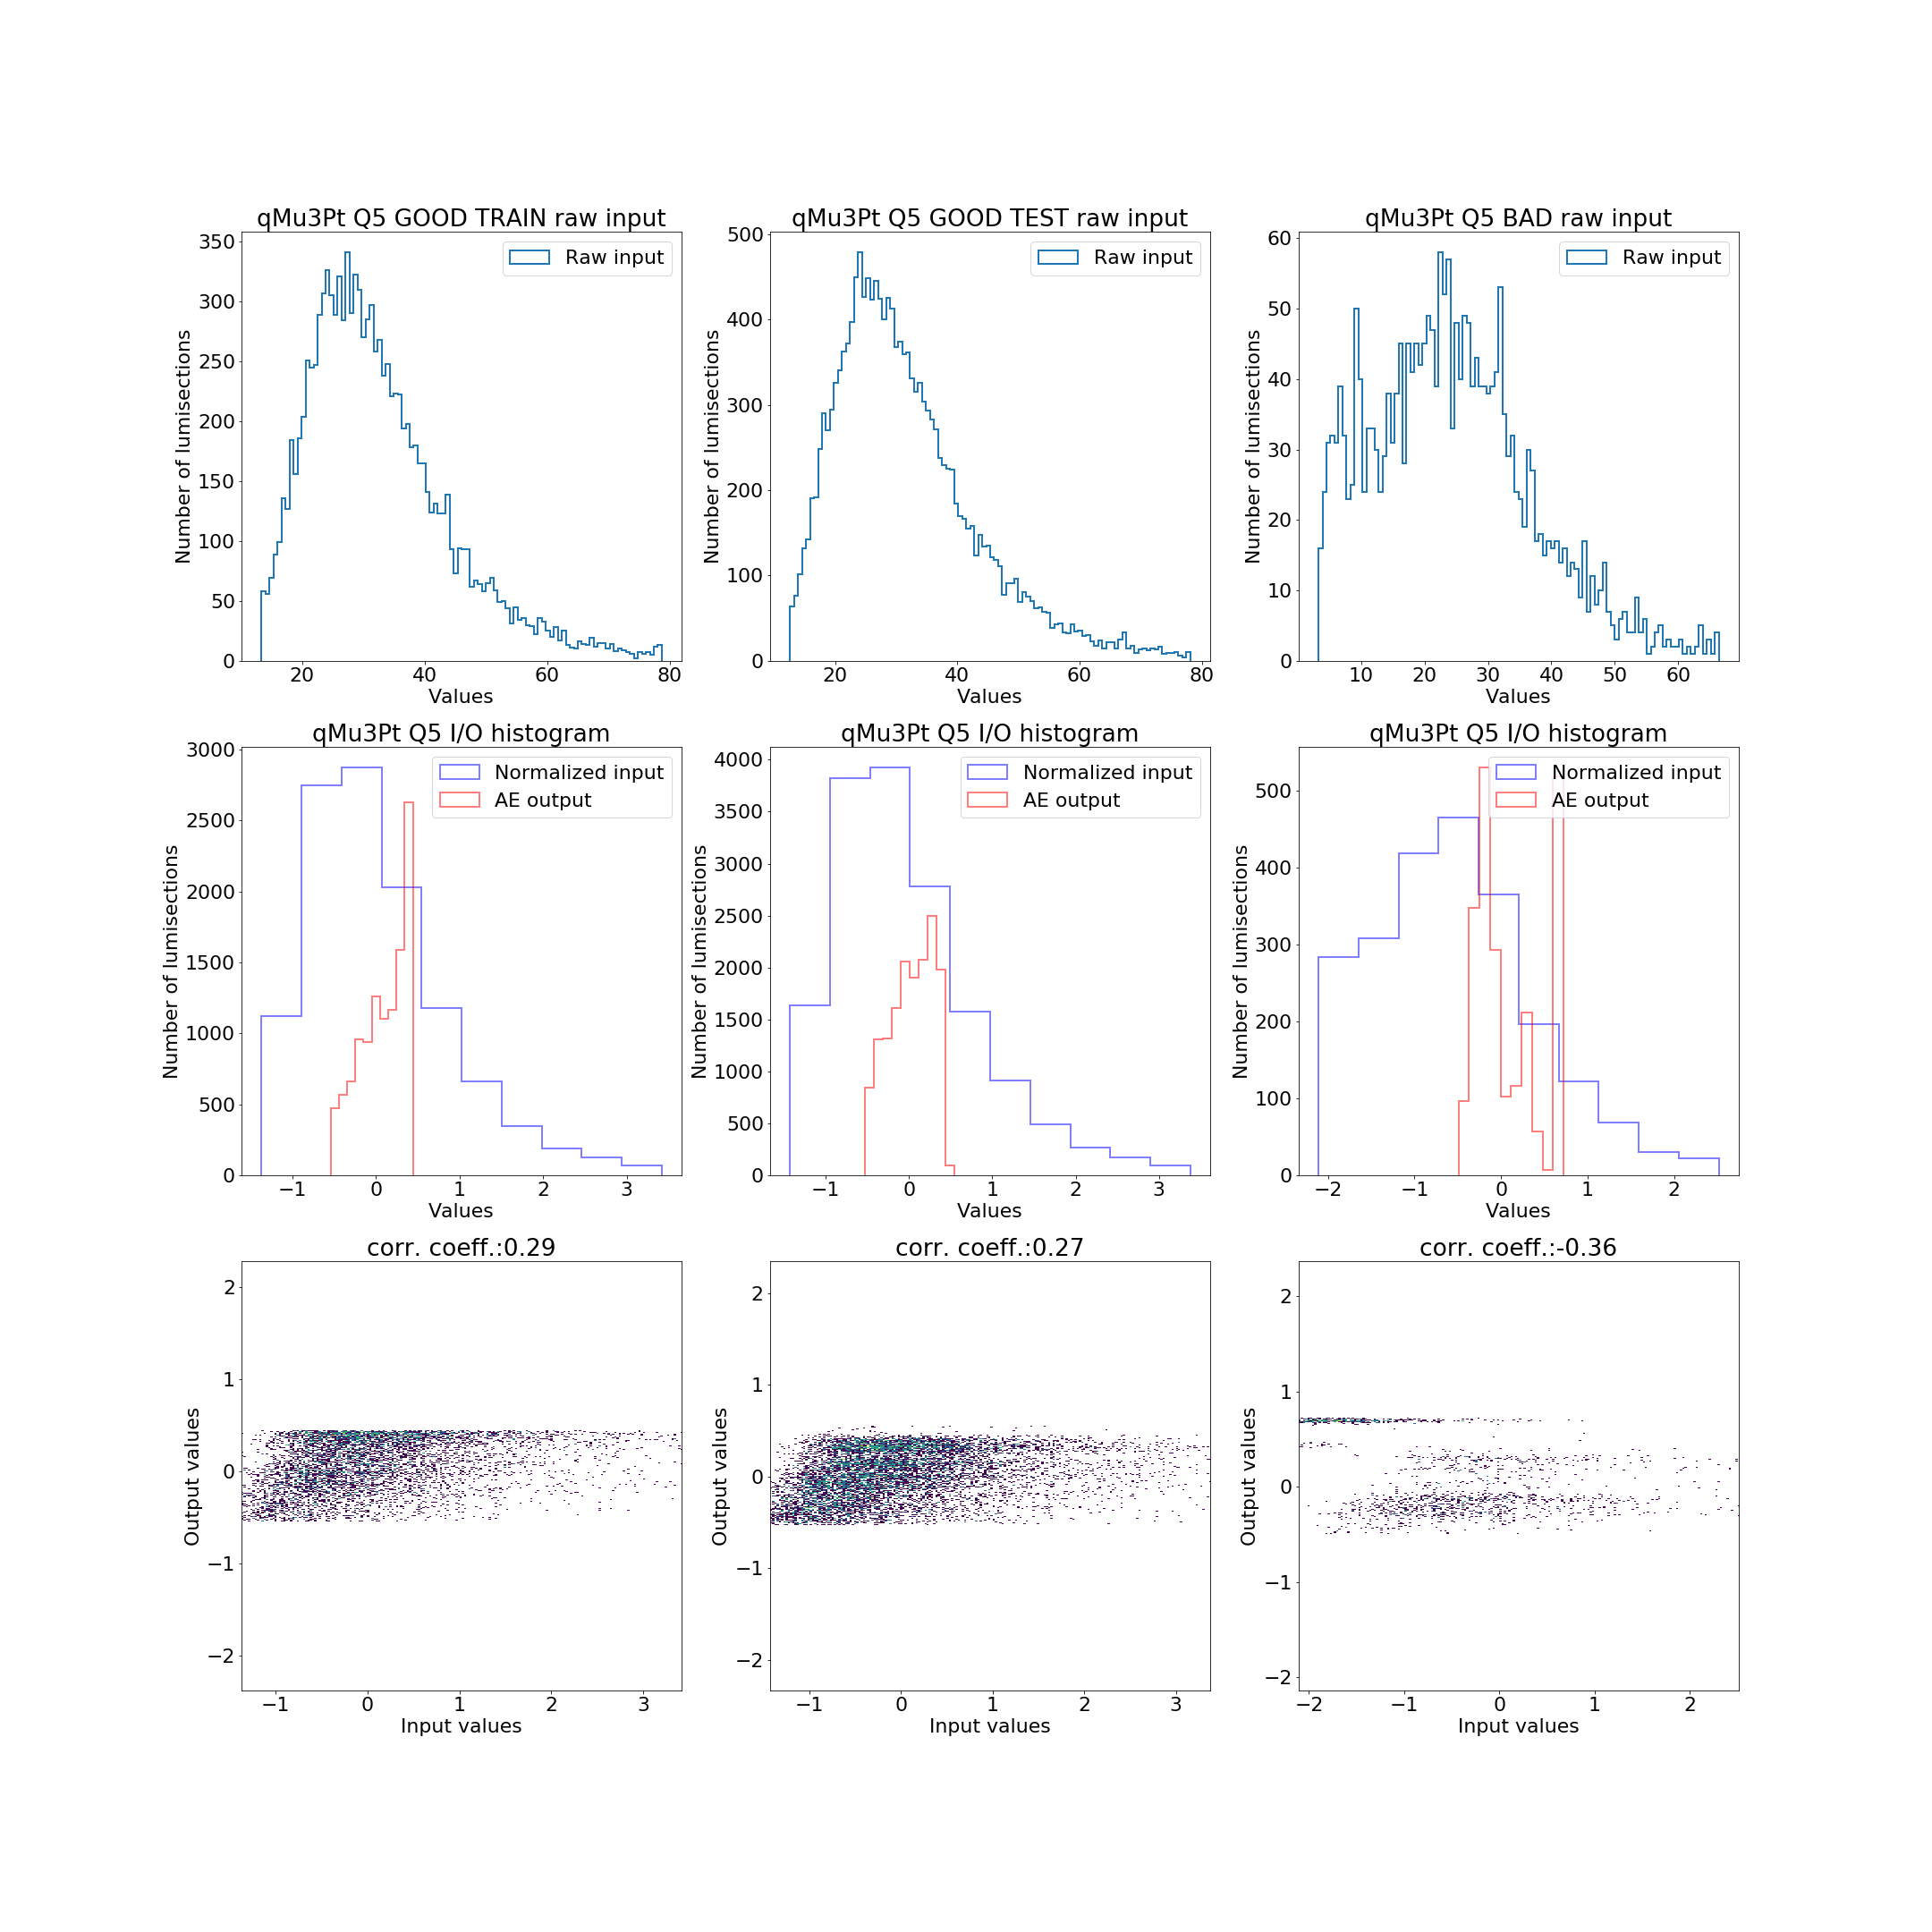 qMu3Pt Q5 GOOD TRAIN raw input
Raw input
350
300
250
200
150
100
50
0
Number of lumisections
20 40 60 80
Values
qMu3Pt Q5 GOOD TEST raw input
Raw input
500
400
300
200
100
0
Number of lumisections
20 40 60 80
Values
qMu3Pt Q5 BAD raw input
Raw input
60
50
40
30
20
10
0
Number of lumisections
10 20 30 40 50 60
Values
qMu3Pt Q5 I/O histogram
Normalized input
AE output
3000
2500
2000
1500
1000
500
0
Number of lumisections
−1 0 1 2 3
Values
qMu3Pt Q5 I/O histogram
Normalized input
AE output
4000
3500
3000
2500
2000
1500
1000
500
0
Number of lumisections
−1 0 1 2 3
Values
qMu3Pt Q5 I/O histogram
Normalized input
AE output
500
400
300
200
100
0
Number of lumisections
−2 −1 0 1 2
Values
corr. coeff.:0.29
2
1
0
−1
−2
Output values
−1 0 1 2 3
Input values
corr. coeff.:0.27
2
1
0
−1
−2
Output values
−1 0 1 2 3
Input values
corr. coeff.:-0.36
2
1
0
−1
−2
Output values
−2 −1 0 1 2
Input values